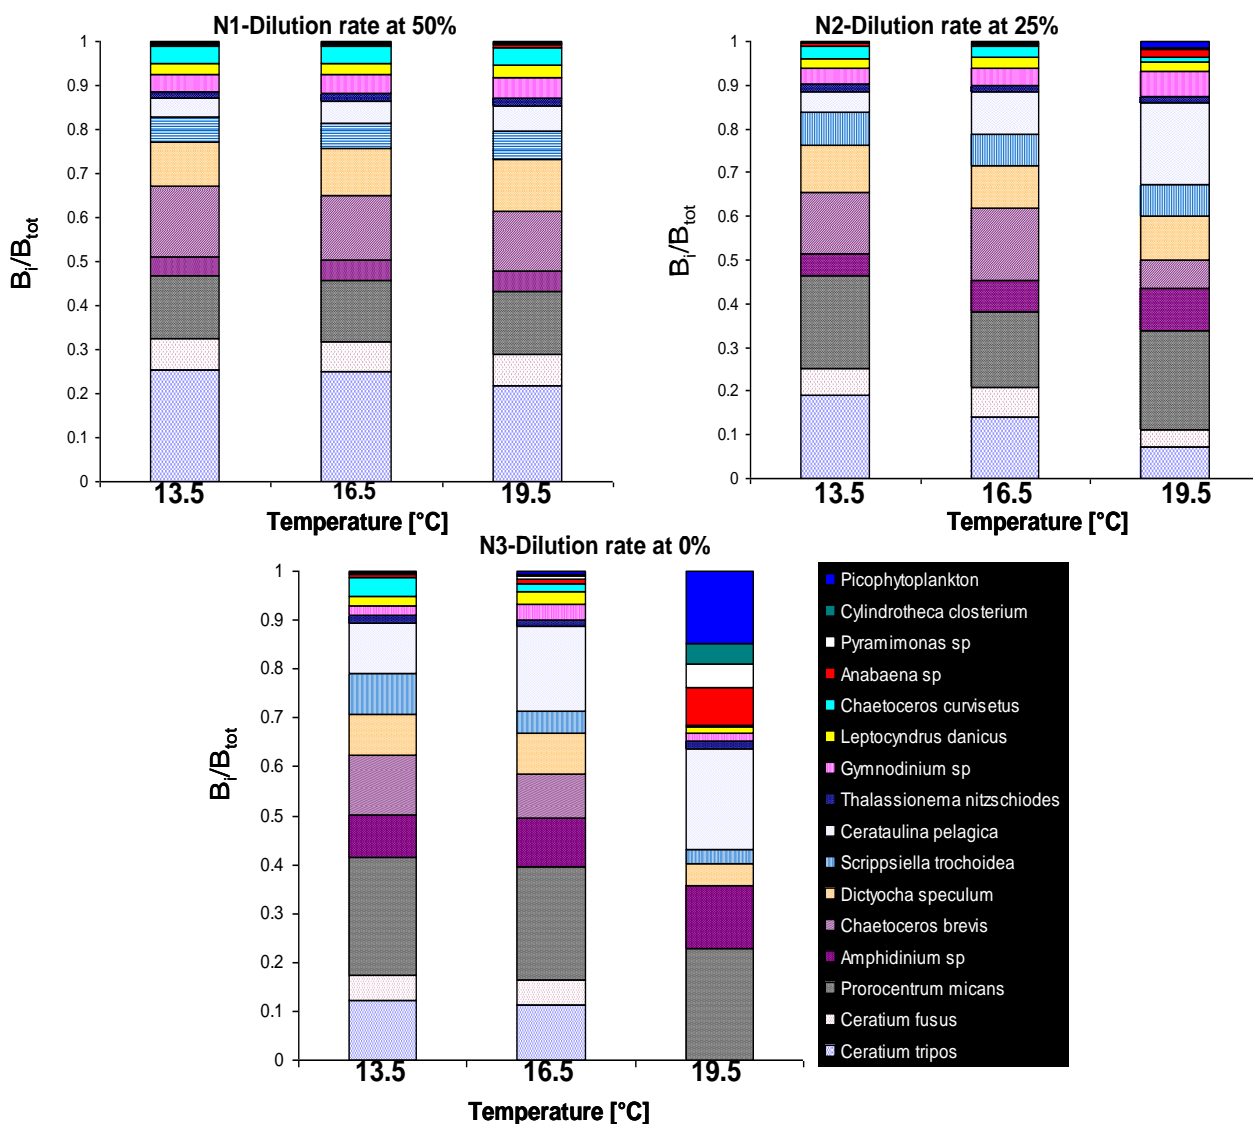 N1-Dilution rate at 50%
1
0.9
0.8
0.7
0.6
0.5
0.4
0.3
0.2
0.1
0
Bi/Btot
13.5 16.5 19.5
Temperature [°C]
N2-Dilution rate at 25%
1
0.9
0.8
0.7
0.6
0.5
0.4
0.3
0.2
0.1
0
Bi/Btot
13.5 16.5 19.5
Temperature [°C]
N3-Dilution rate at 0%
1
0.9
0.8
0.7
0.6
0.5
0.4
0.3
0.2
0.1
0
Bi/Btot
13.5 16.5 19.5
Temperature [°C]
Picophytoplankton
Cylindrotheca closterium
Pyramimonas sp
Anabaena sp
Chaetoceros curvisetus
Leptocyndrus danicus
Gymnodinium sp
Thalassionema nitzschiodes
Cerataulina pelagica
Scrippsiella trochoidea
Dictyocha speculum
Chaetoceros brevis
Amphidinium sp
Prorocentrum micans
Ceratium fusus
Ceratium tripos